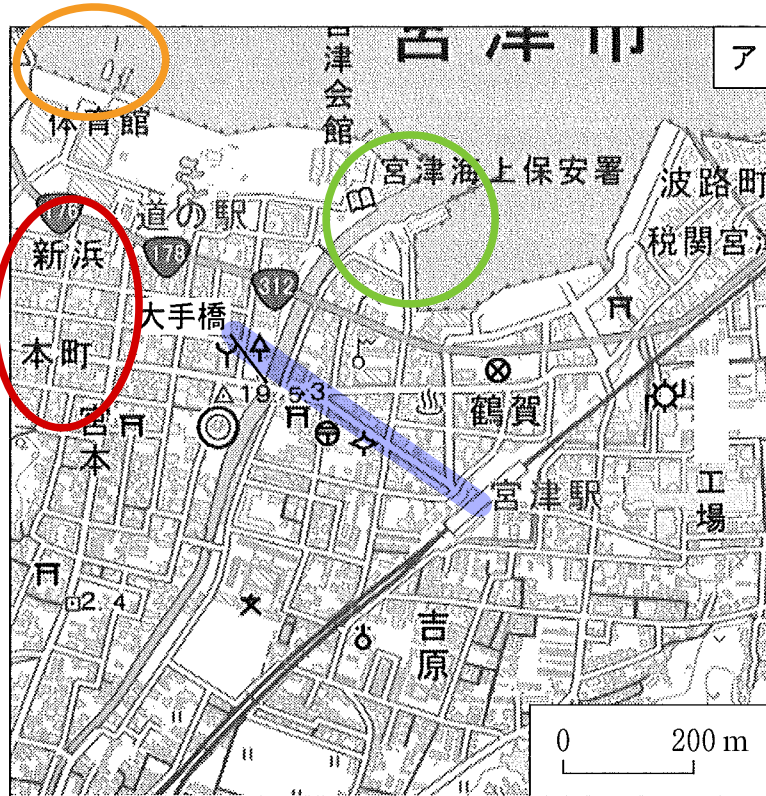 宮津市
ア
宮津会館
体育館
宮津海上保安署
波路町
道の駅
税関宮津
176
新浜
178
312
大手橋
本町
19.5
3
鶴賀
宮本
宮津駅
工場
2.4
吉原
0 200 m